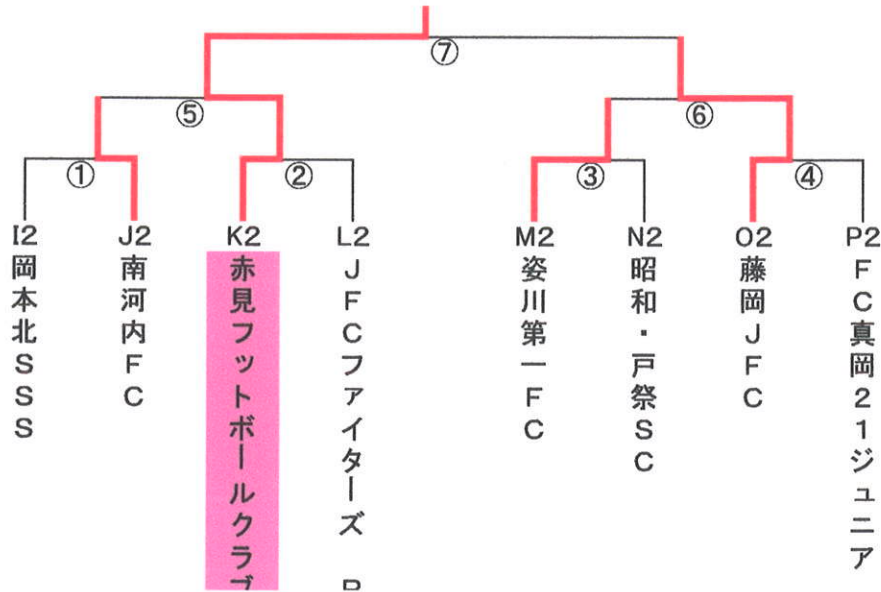 ⑦
⑤
⑥
①
②
③
④
I2
岡本北SSS
J2
南河内FC
K2
赤見フットボールクラブ
L2
JFCファイターズ
M2
姿川第一FC
N2
昭和・戸祭SC
O2
藤岡JFC
P2
FC真岡21ジュニア